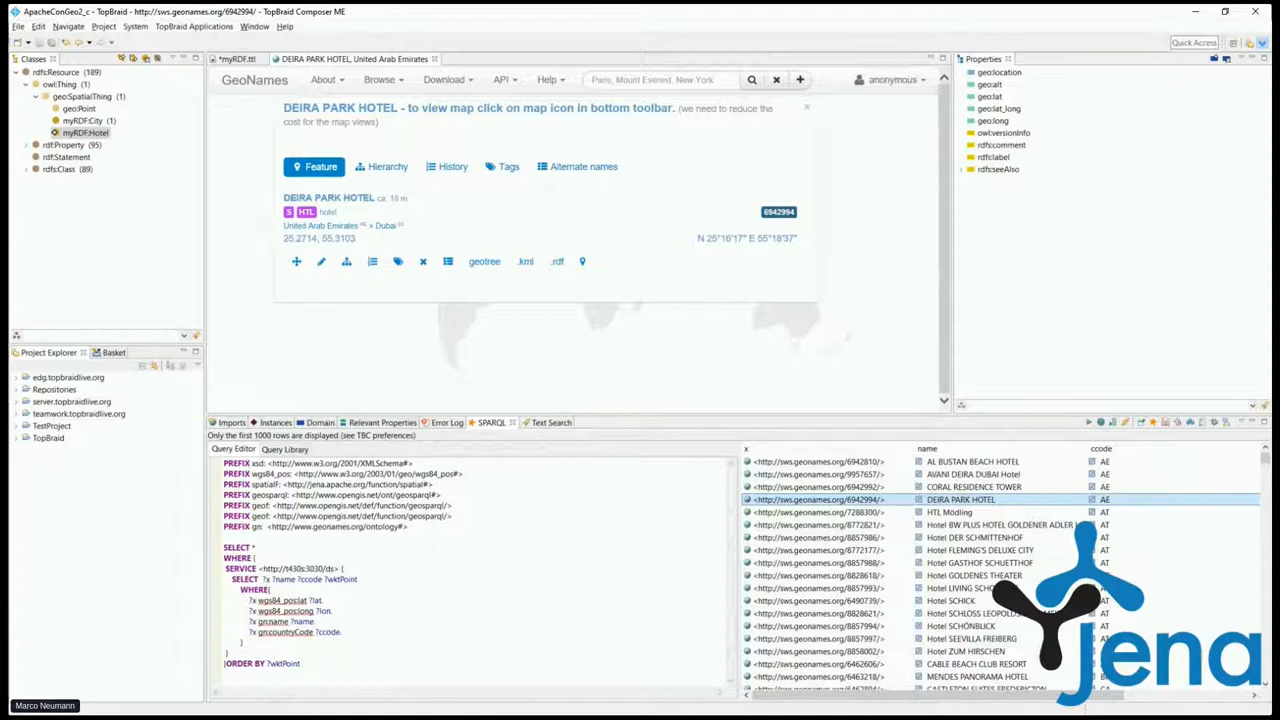 ApacheConGeo2_c - TopBraid - http://sws.geonames.org/6942994/ - TopBraid Composer ME
File Edit Navigate Project System TopBraid Applications Window Help
Quick Access
Classes
rdfs:Resource (189)
owl:Thing (1)
geo:SpatialThing (1)
geo:Point
myRDF:City (1)
myRDF:Hotel
rdf:Property (95)
rdf:Statement
rdfs:Class (89)
*myRDF.ttl
DEIRA PARK HOTEL, United Arab Emirates
GeoNames About Browse Download API Help
Paris, Mount Everest, New York
anonymous
DEIRA PARK HOTEL - to view map click on map icon in bottom toolbar. (we need to reduce the
cost for the map views)
Feature Hierarchy History Tags Alternate names
DEIRA PARK HOTEL ca. 16 m
S HTL hotel
6942994
United Arab Emirates AE > Dubai 03
25.2714, 55.3103
N 25°16'17" E 55°18'37"
geotree .kml .rdf
Properties
geo:location
geo:alt
geo:lat
geo:lat_long
geo:long
owl:versionInfo
rdfs:comment
rdfs:label
rdfs:seeAlso
Project Explorer Basket
edg.topbraidlive.org
Repositories
server.topbraidlive.org
teamwork.topbraidlive.org
TestProject
TopBraid
Imports Instances Domain Relevant Properties Error Log SPARQL Text Search
Only the first 1000 rows are displayed (see TBC preferences)
Query Editor Query Library
PREFIX xsd: <http://www.w3.org/2001/XMLSchema#>
PREFIX wgs84_pos: <http://www.w3.org/2003/01/geo/wgs84_pos#>
PREFIX spatialF: <http://jena.apache.org/function/spatial#>
PREFIX geosparql: <http://www.opengis.net/ont/geosparql#>
PREFIX geof: <http://www.opengis.net/def/function/geosparql/>
PREFIX geof: <http://www.opengis.net/def/function/geosparql/>
PREFIX gn: <http://www.geonames.org/ontology#>
SELECT *
WHERE {
SERVICE <http://t430s:3030/ds> {
SELECT ?x ?name ?ccode ?wktPoint
WHERE{
?x wgs84_pos:lat ?lat.
?x wgs84_pos:long ?lon.
?x gn:name ?name.
?x gn:countryCode ?ccode.
}
}
}ORDER BY ?wktPoint
x name ccode
<http://sws.geonames.org/6942810/> AL BUSTAN BEACH HOTEL AE
<http://sws.geonames.org/9957657/> AVANI DEIRA DUBAI Hotel AE
<http://sws.geonames.org/6942992/> CORAL RESIDENCE TOWER AE
<http://sws.geonames.org/6942994/> DEIRA PARK HOTEL AE
<http://sws.geonames.org/7288300/> HTL Mödling AT
<http://sws.geonames.org/8772821/> Hotel BW PLUS HOTEL GOLDENER ADLER AT
<http://sws.geonames.org/8857986/> Hotel DER SCHMITTENHOF AT
<http://sws.geonames.org/8772177/> Hotel FLEMING'S DELUXE CITY AT
<http://sws.geonames.org/8857988/> Hotel GASTHOF SCHUETTHOF AT
<http://sws.geonames.org/8828618/> Hotel GOLDENES THEATER
<http://sws.geonames.org/8857993/> Hotel LIVING
<http://sws.geonames.org/6490739/> Hotel SCHICK
<http://sws.geonames.org/8828621/> Hotel SCHLOSS
<http://sws.geonames.org/8857994/> Hotel SCHÖNBLICK AT
<http://sws.geonames.org/8857997/> Hotel SEEVILLA FREIBERG AT
<http://sws.geonames.org/8858002/> Hotel ZUM HIRSCHEN
<http://sws.geonames.org/6462606/> CABLE BEACH CLUB RESORT
<http://sws.geonames.org/6463218/> MENDES PANORAMA HOTEL
jena
Marco Neumann